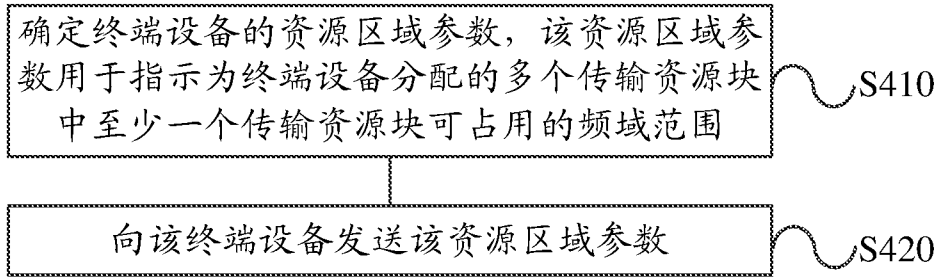 确定终端设备的资源区域参数，该资源区域参
数用于指示为终端设备分配的多个传输资源块
中至少一个传输资源块可占用的频域范围
S410
向该终端设备发送该资源区域参数
S420